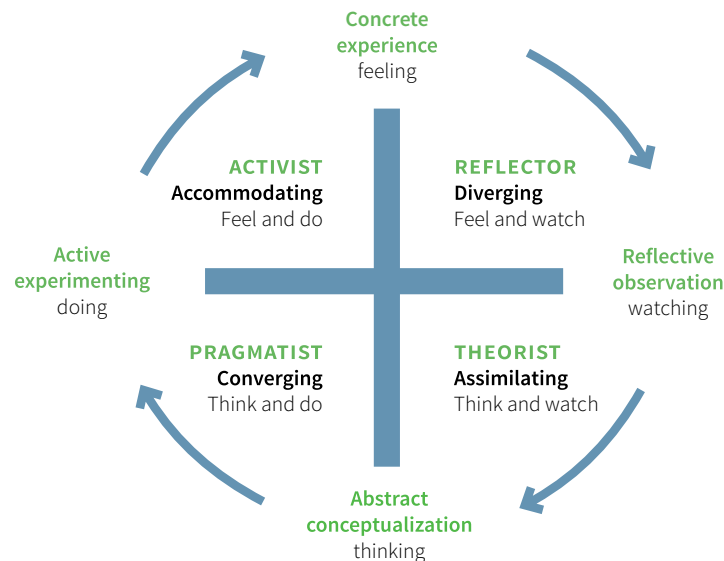 Concrete
experience
feeling
ACTIVIST
Accommodating
Feel and do
REFLECTOR
Diverging
Feel and watch
Active
experimenting
doing
Reflective
observation
watching
PRAGMATIST
Converging
Think and do
THEORIST
Assimilating
Think and watch
Abstract
conceptualization
thinking